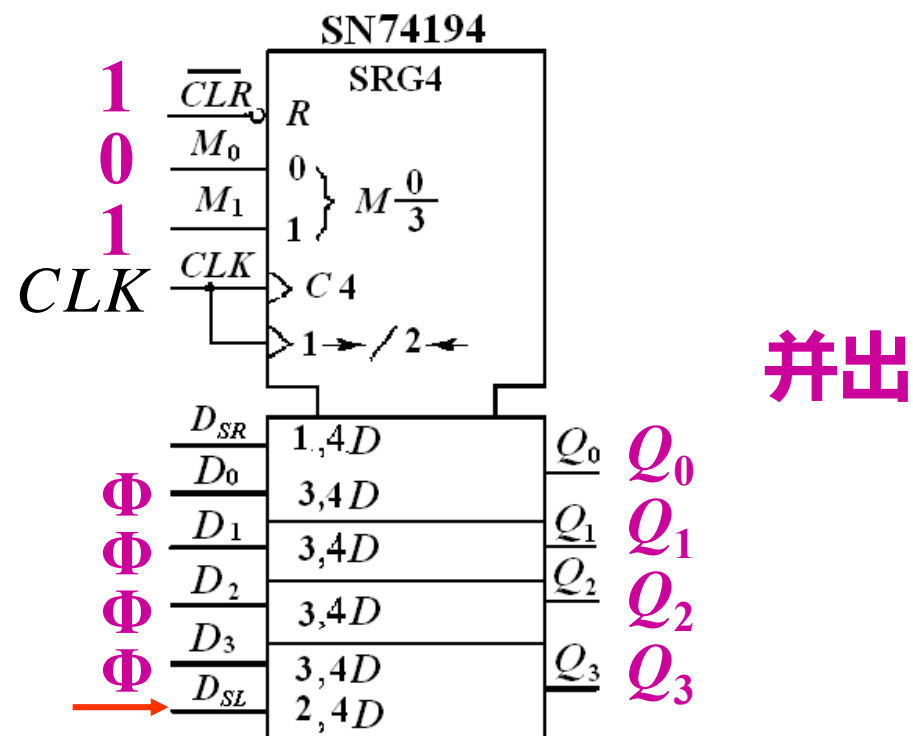 SN74194
SRG4
1 CLR R
0 M0 0
M 0/3
1 M1 1
CLK CLK C4
1 / 2
并出
DSR 1,4D Q0 Q0
Φ D0 3,4D
Φ D1 3,4D Q1 Q1
Φ D2 3,4D Q2 Q2
Φ D3 3,4D Q3 Q3
DSL 2,4D